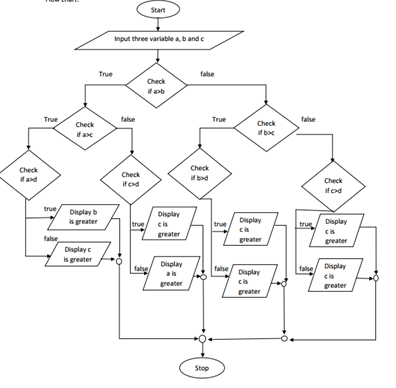 Flow chart:
Start
Input three variable a, b and c
True
Check
if a>b
false
True
Check
if a>c
false
True
Check
if b>c
false
Check
if a>d
Check
if c>d
Check
if b>d
Check
if c>d
true
Display b
is greater
false
Display c
is greater
true
Display
c is
greater
false
Display
a is
greater
true
Display
c is
greater
false
Display
c is
greater
true
Display
c is
greater
false
Display
c is
greater
Stop